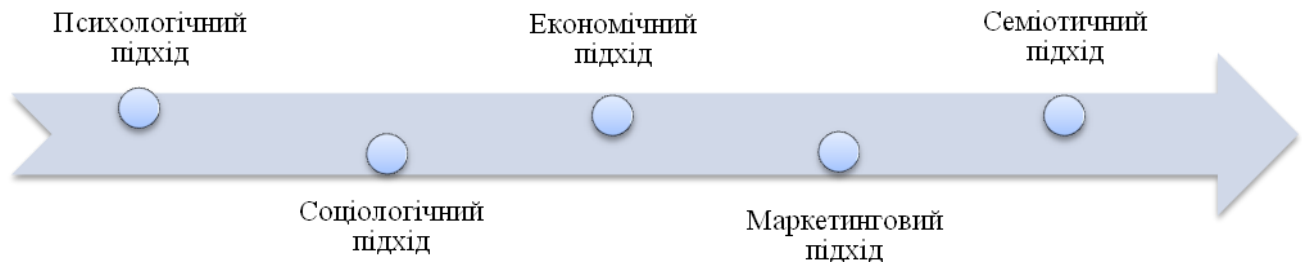 Психологічний
підхід
Економічний
підхід
Семіотичний
підхід
Соціологічний
підхід
Маркетинговий
підхід